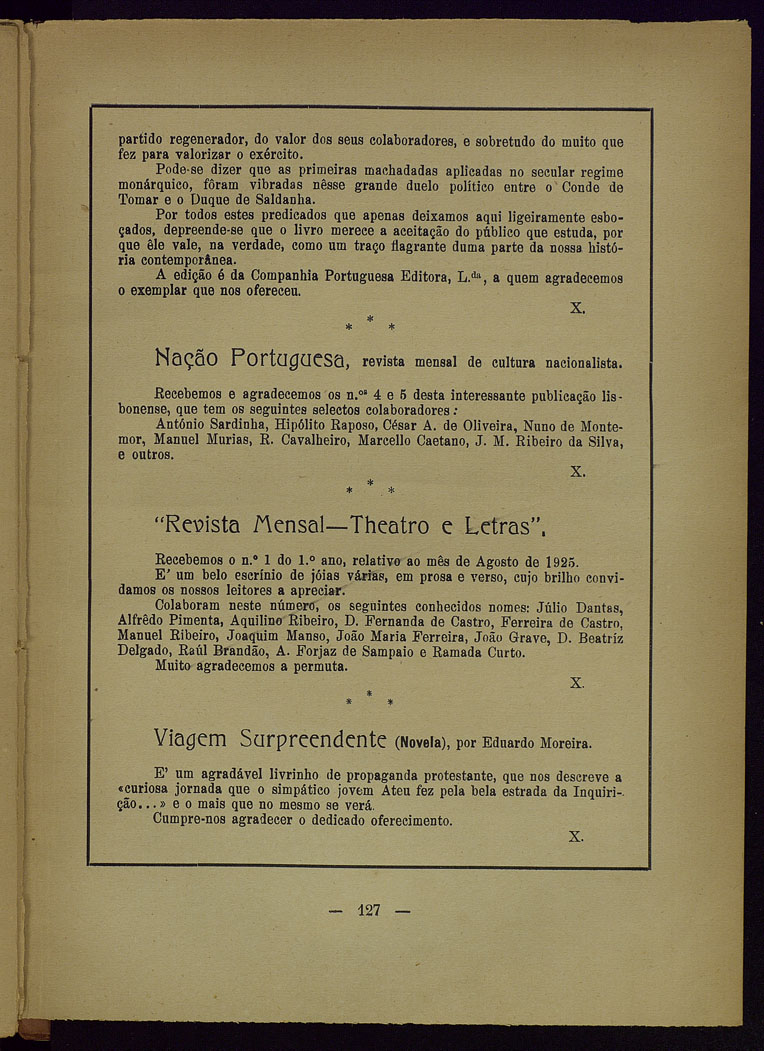 partido regenerador, do valor dos seus colaboradores, e sobretudo do muito que
fez para valorizar o exército.
Pode-se dizer que as primeiras machadadas aplicadas no secular regime
monárquico, fôram vibradas nêsse grande duelo político entre o Conde de
Tomar e o Duque de Saldanha.
Por todos estes predicados que apenas deixamos aqui ligeiramente esbo-
çados, depreende-se que o livro merece a aceitação do público que estuda, por
que êle vale, na verdade, como um traço flagrante duma parte da nossa histó-
ria contemporânea.
A edição é da Companhia Portuguesa Editora, L.da, a quem agradecemos
o exemplar que nos ofereceu.
X.
*
* *
Nação Portuguesa, revista mensal de cultura nacionalista.
Recebemos e agradecemos os n.os 4 e 5 desta interessante publicação lis-
bonense, que tem os seguintes selectos colaboradores:
António Sardinha, Hipólito Raposo, César A. de Oliveira, Nuno de Monte-
mor, Manuel Murias, R. Cavalheiro, Marcello Caetano, J. M. Ribeiro da Silva,
e outros.
X.
*
* *
"Revista Mensal—Theatro e Letras".
Recebemos o n.º 1 do 1.º ano, relativo ao mês de Agosto de 1925.
E' um belo escrínio de jóias várias, em prosa e verso, cujo brilho convi-
damos os nossos leitores a apreciar.
Colaboram neste número, os seguintes conhecidos nomes: Júlio Dantas,
Alfrêdo Pimenta, Aquilino Ribeiro, D. Fernanda de Castro, Ferreira de Castro,
Manuel Ribeiro, Joaquim Manso, João Maria Ferreira, João Grave, D. Beatríz
Delgado, Raúl Brandão, A. Forjaz de Sampaio e Ramada Curto.
Muito agradecemos a permuta.
X.
*
* *
Viagem Surpreendente (Novela), por Eduardo Moreira.
E' um agradável livrinho de propaganda protestante, que nos descreve a
«curiosa jornada que o simpático jovem Ateu fez pela bela estrada da Inquiri-
ção...» e o mais que no mesmo se verá.
Cumpre-nos agradecer o dedicado oferecimento.
X.
— 127 —